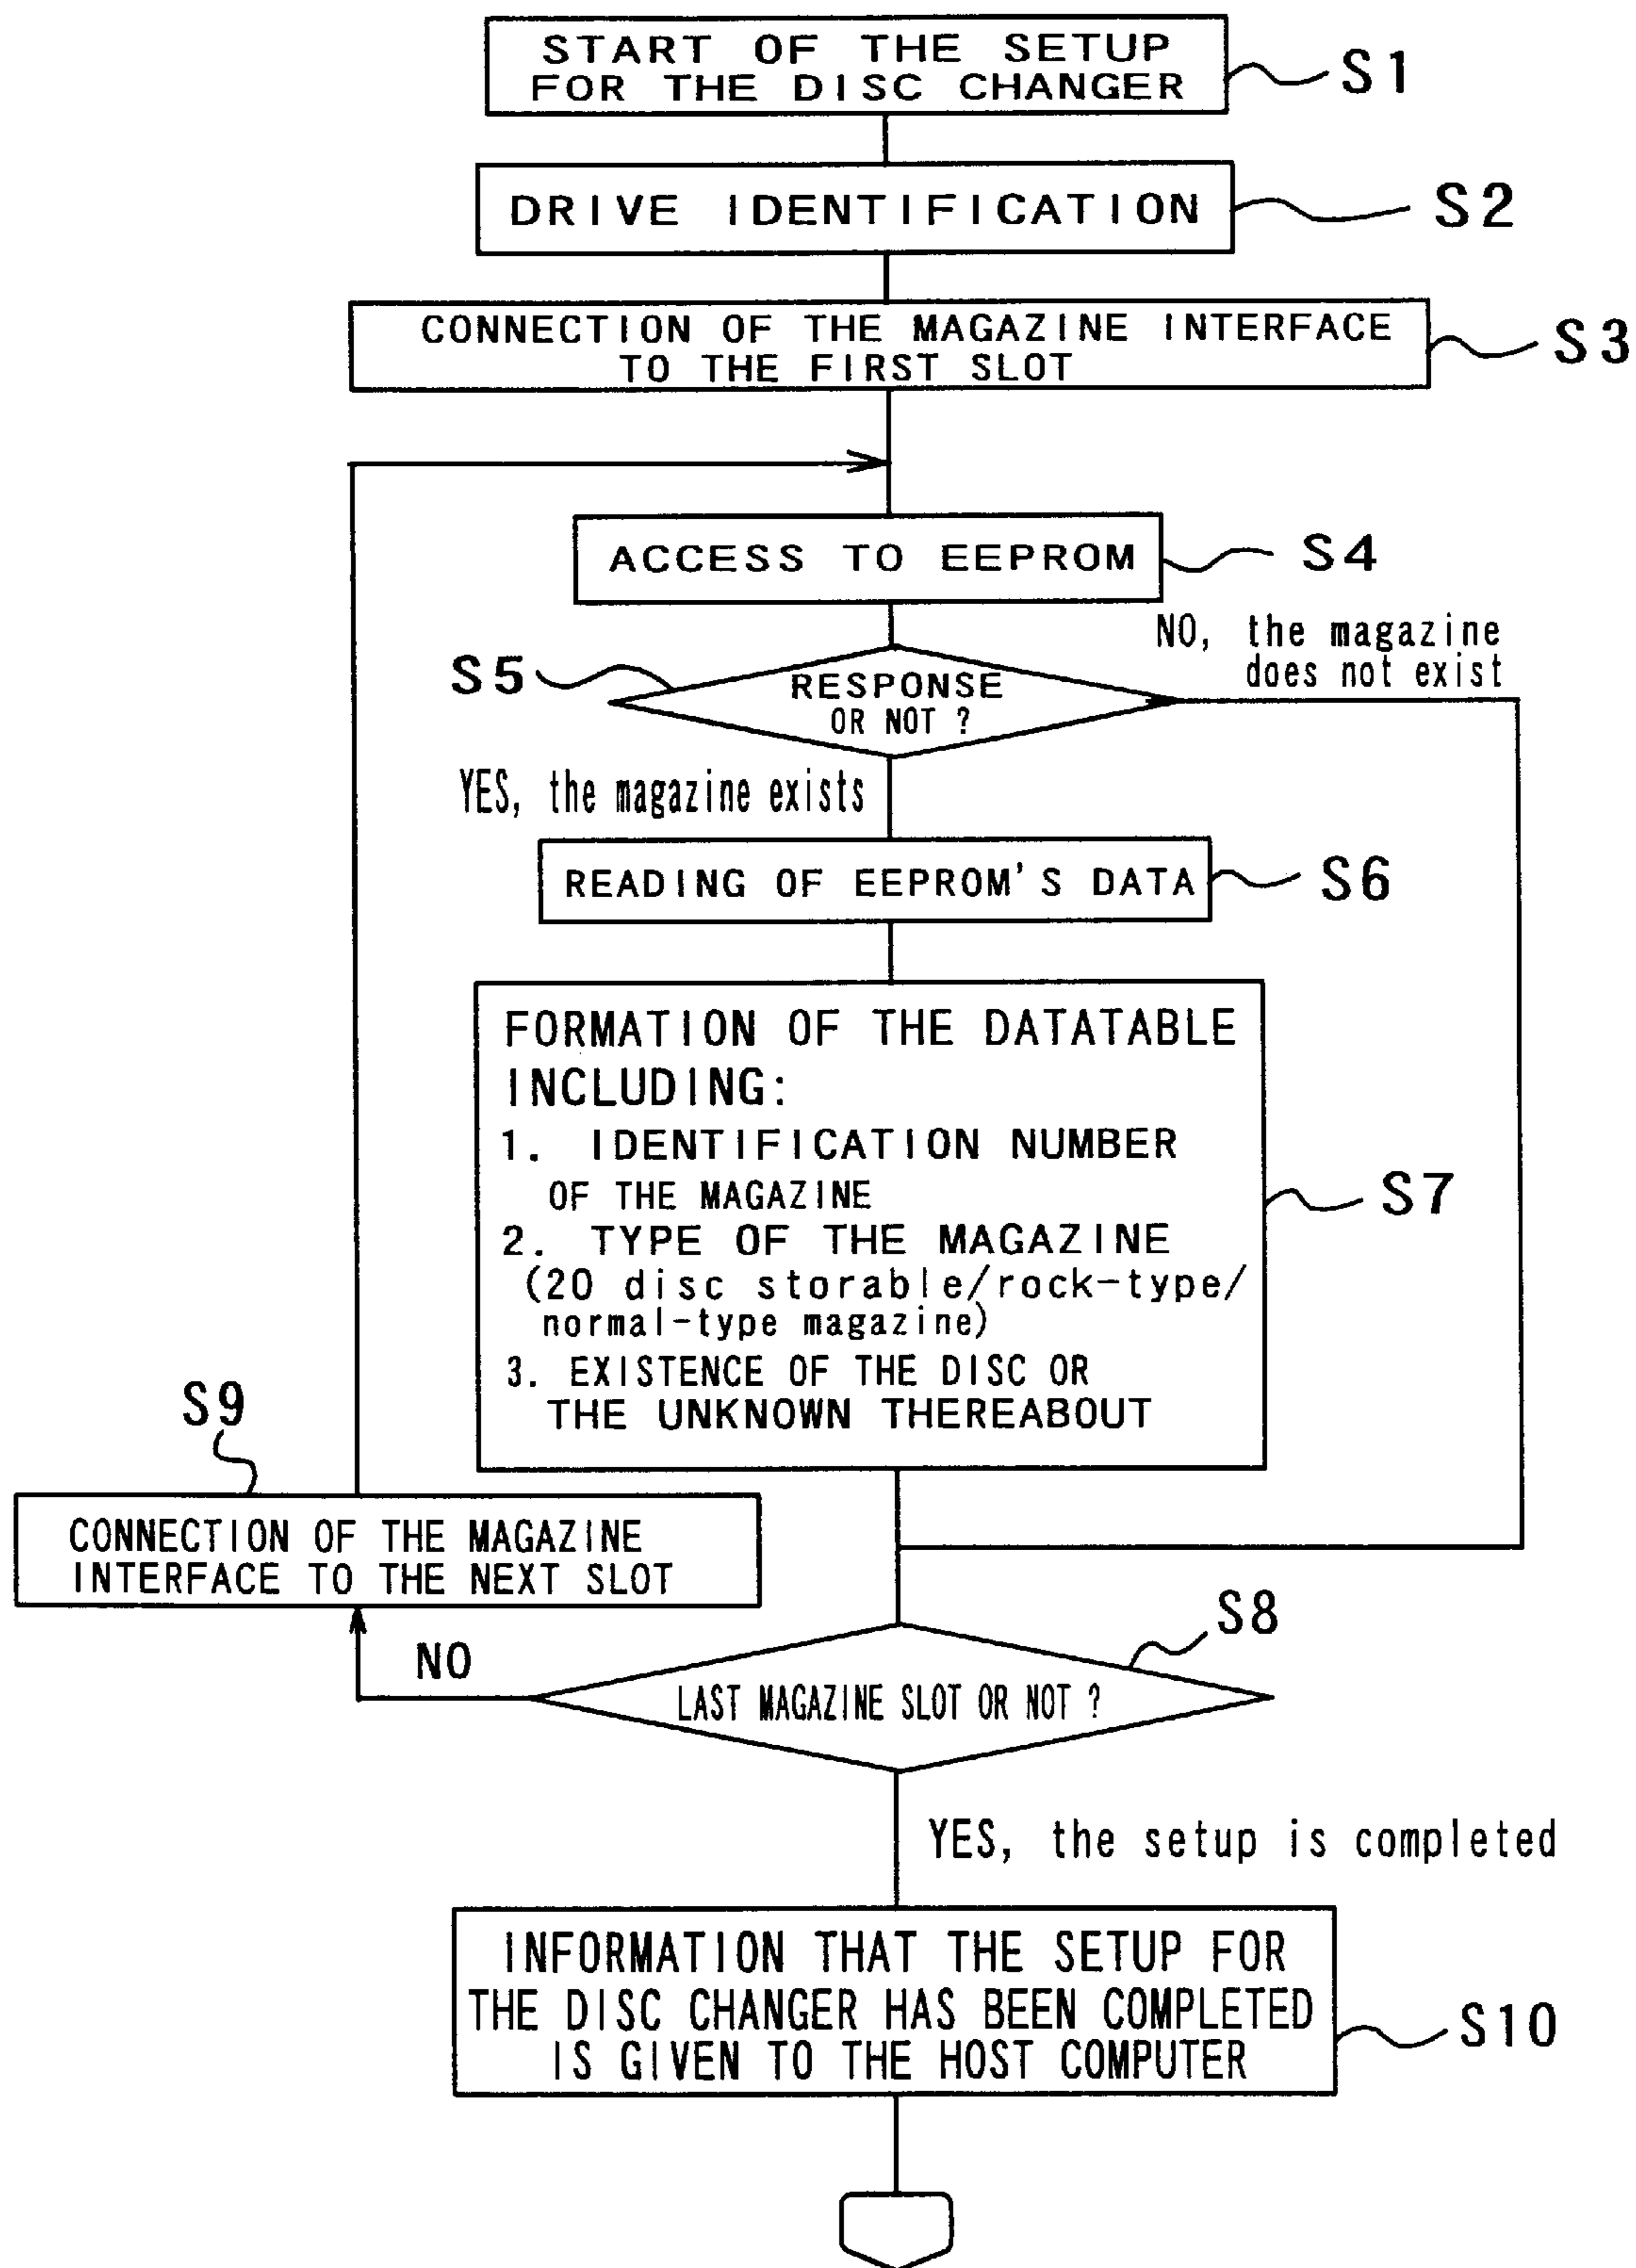 START OF THE SETUP
FOR THE DISC CHANGER
S1
DRIVE IDENTIFICATION
S2
CONNECTION OF THE MAGAZINE INTERFACE
TO THE FIRST SLOT
S3
ACCESS TO EEPROM
S4
NO, the magazine
does not exist
S5
RESPONSE
OR NOT ?
YES, the magazine exists
READING OF EEPROM'S DATA
S6
FORMATION OF THE DATATABLE
INCLUDING:
1. IDENTIFICATION NUMBER
OF THE MAGAZINE
2. TYPE OF THE MAGAZINE
(20 disc storable/rock-type/
normal-type magazine)
3. EXISTENCE OF THE DISC OR
THE UNKNOWN THEREABOUT
S7
S9
CONNECTION OF THE MAGAZINE
INTERFACE TO THE NEXT SLOT
S8
NO
LAST MAGAZINE SLOT OR NOT ?
YES, the setup is completed
INFORMATION THAT THE SETUP FOR
THE DISC CHANGER HAS BEEN COMPLETED
IS GIVEN TO THE HOST COMPUTER
S10